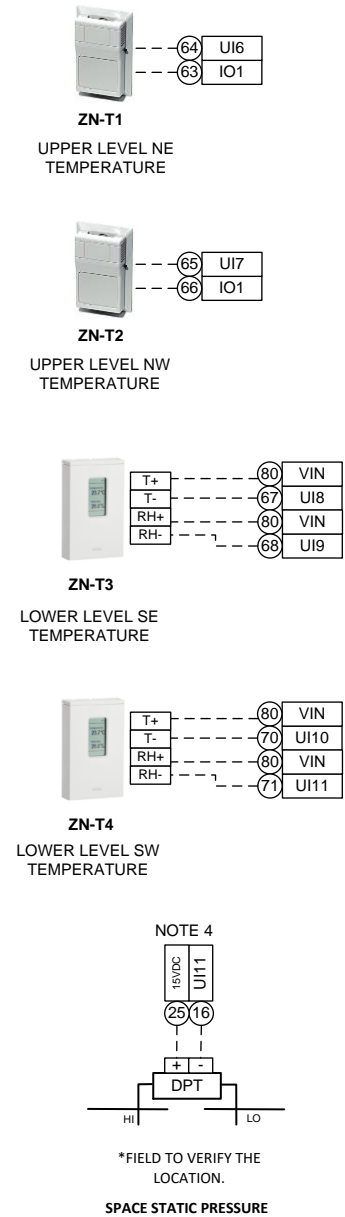 64 UI6
63 IO1
ZN-T1
UPPER LEVEL NE
TEMPERATURE
65 UI7
66 IO1
ZN-T2
UPPER LEVEL NW
TEMPERATURE
T+ 80 VIN
T- 67 UI8
RH+ 80 VIN
RH- 68 UI9
ZN-T3
LOWER LEVEL SE
TEMPERATURE
T+ 80 VIN
T- 70 UI10
RH+ 80 VIN
RH- 71 UI11
ZN-T4
LOWER LEVEL SW
TEMPERATURE
NOTE 4
15VDC UI11
25 16
+ -
DPT
HI LO
*FIELD TO VERIFY THE
LOCATION.
SPACE STATIC PRESSURE